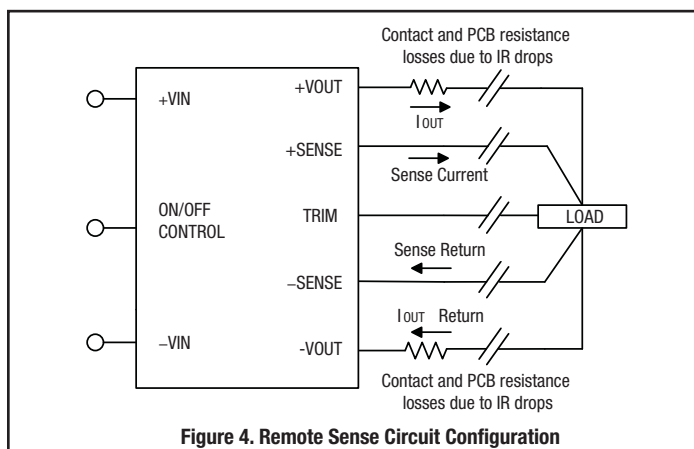 Contact and PCB resistance
losses due to IR drops
+VOUT
+VIN
IOUT
+SENSE
Sense Current
ON/OFF
CONTROL
TRIM
LOAD
Sense Return
−SENSE
IOUT Return
−VIN
-VOUT
Contact and PCB resistance
losses due to IR drops
Figure 4. Remote Sense Circuit Configuration